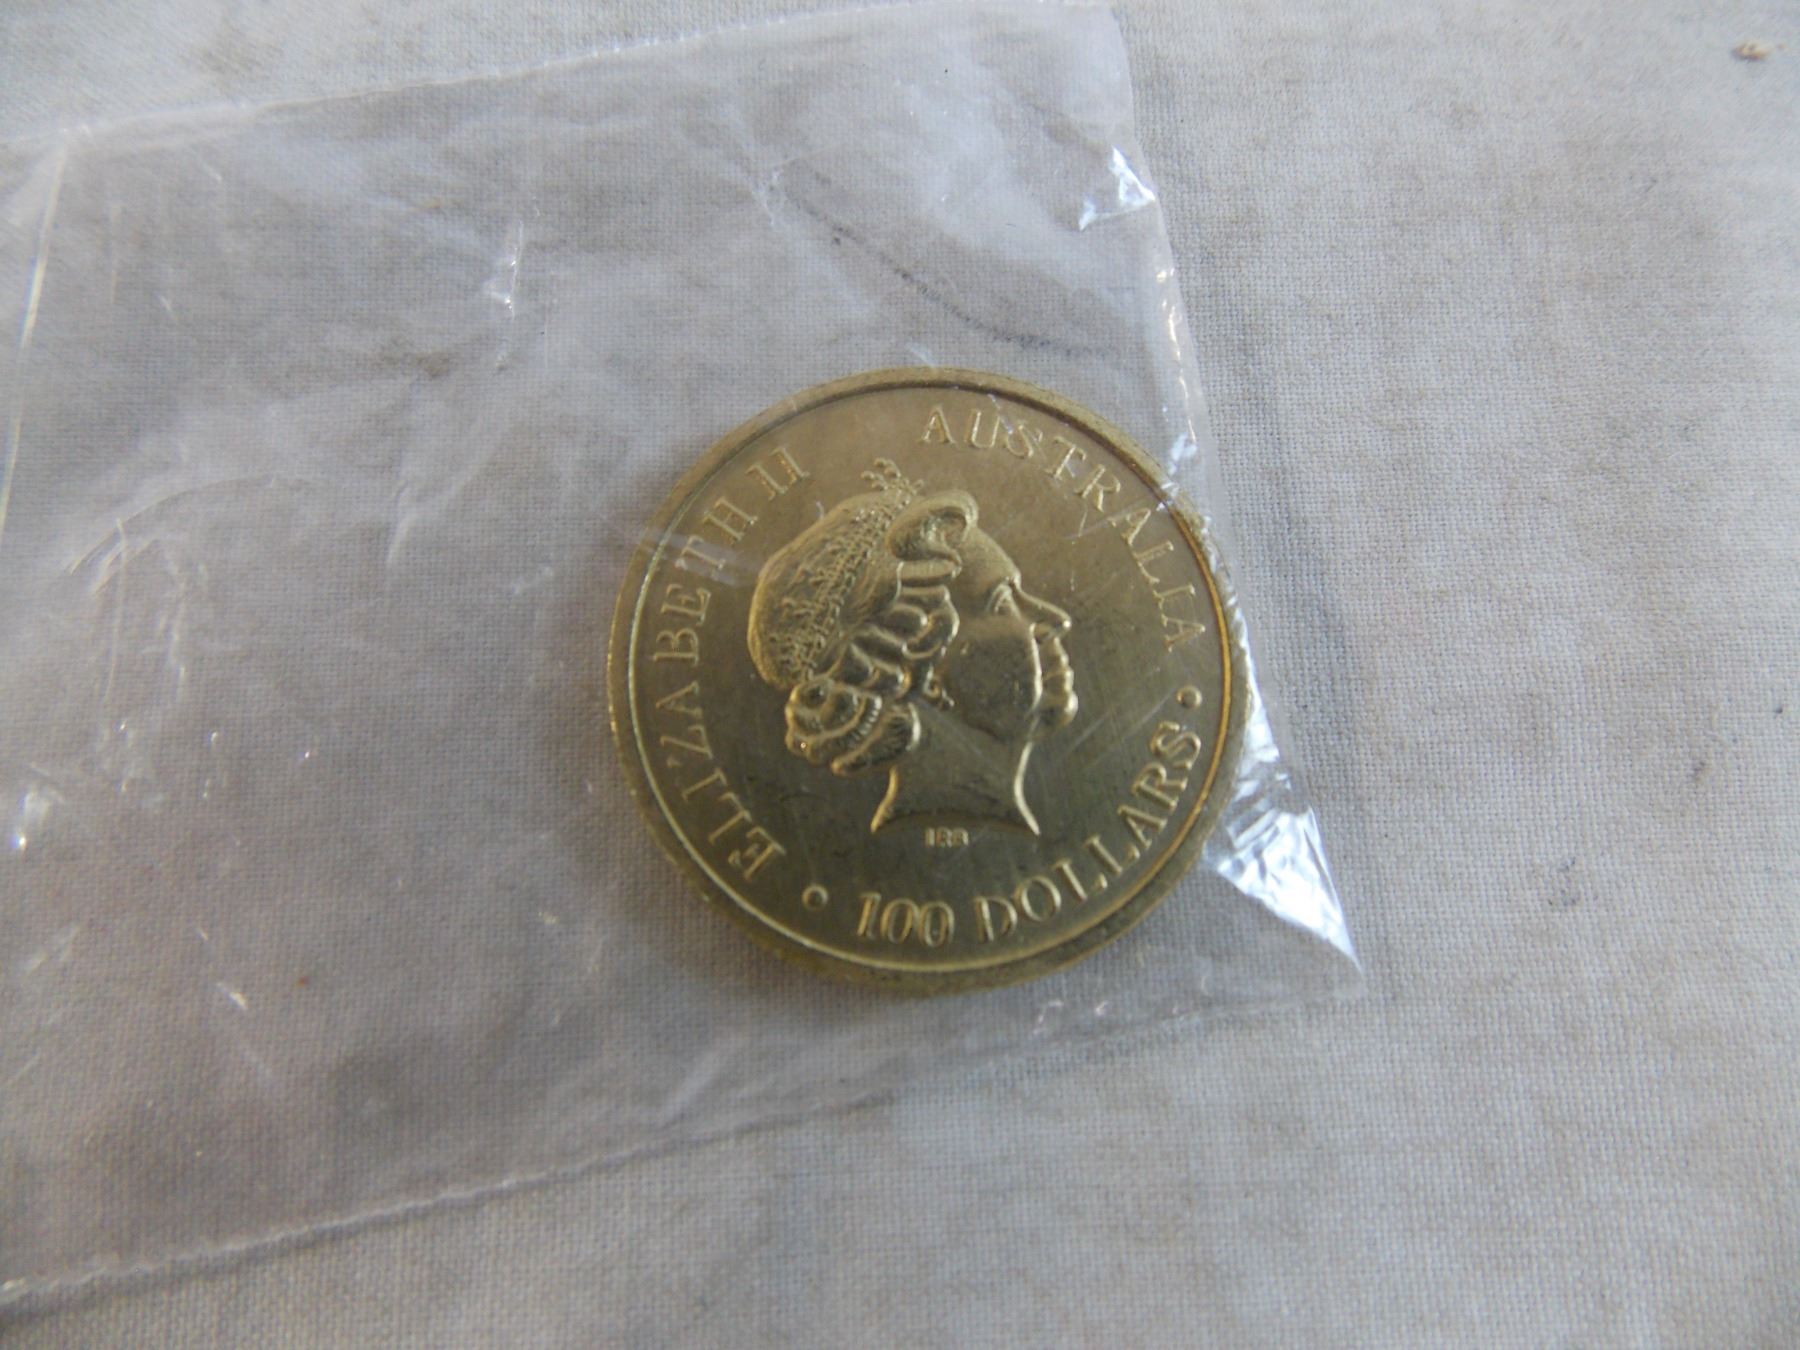 ELIZABETH II
AUSTRALIA
100 DOLLARS
IRB